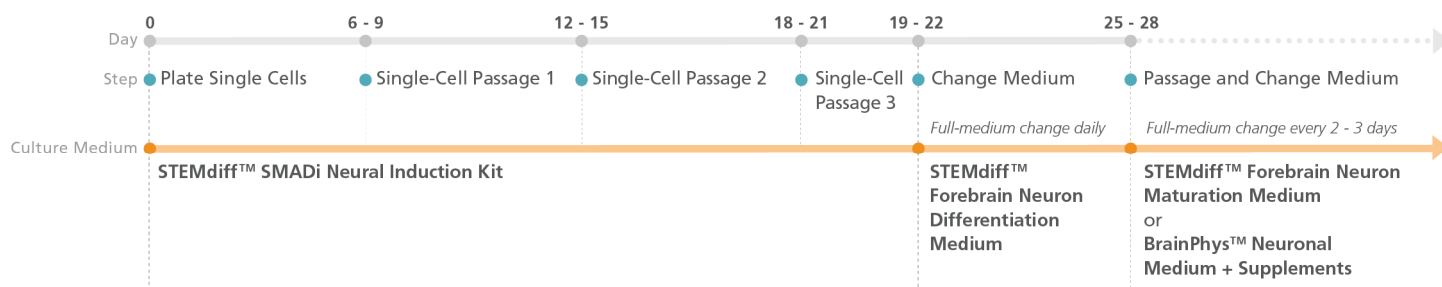 0
6 - 9
12 - 15
18 - 21
19 - 22
25 - 28
Day
Step
Plate Single Cells
Single-Cell Passage 1
Single-Cell Passage 2
Single-Cell
Passage 3
Change Medium
Passage and Change Medium
Full-medium change daily
Full-medium change every 2 - 3 days
Culture Medium
STEMdiff™ SMADi Neural Induction Kit
STEMdiff™
Forebrain Neuron
Differentiation
Medium
STEMdiff™ Forebrain Neuron
Maturation Medium
or
BrainPhys™ Neuronal
Medium + Supplements